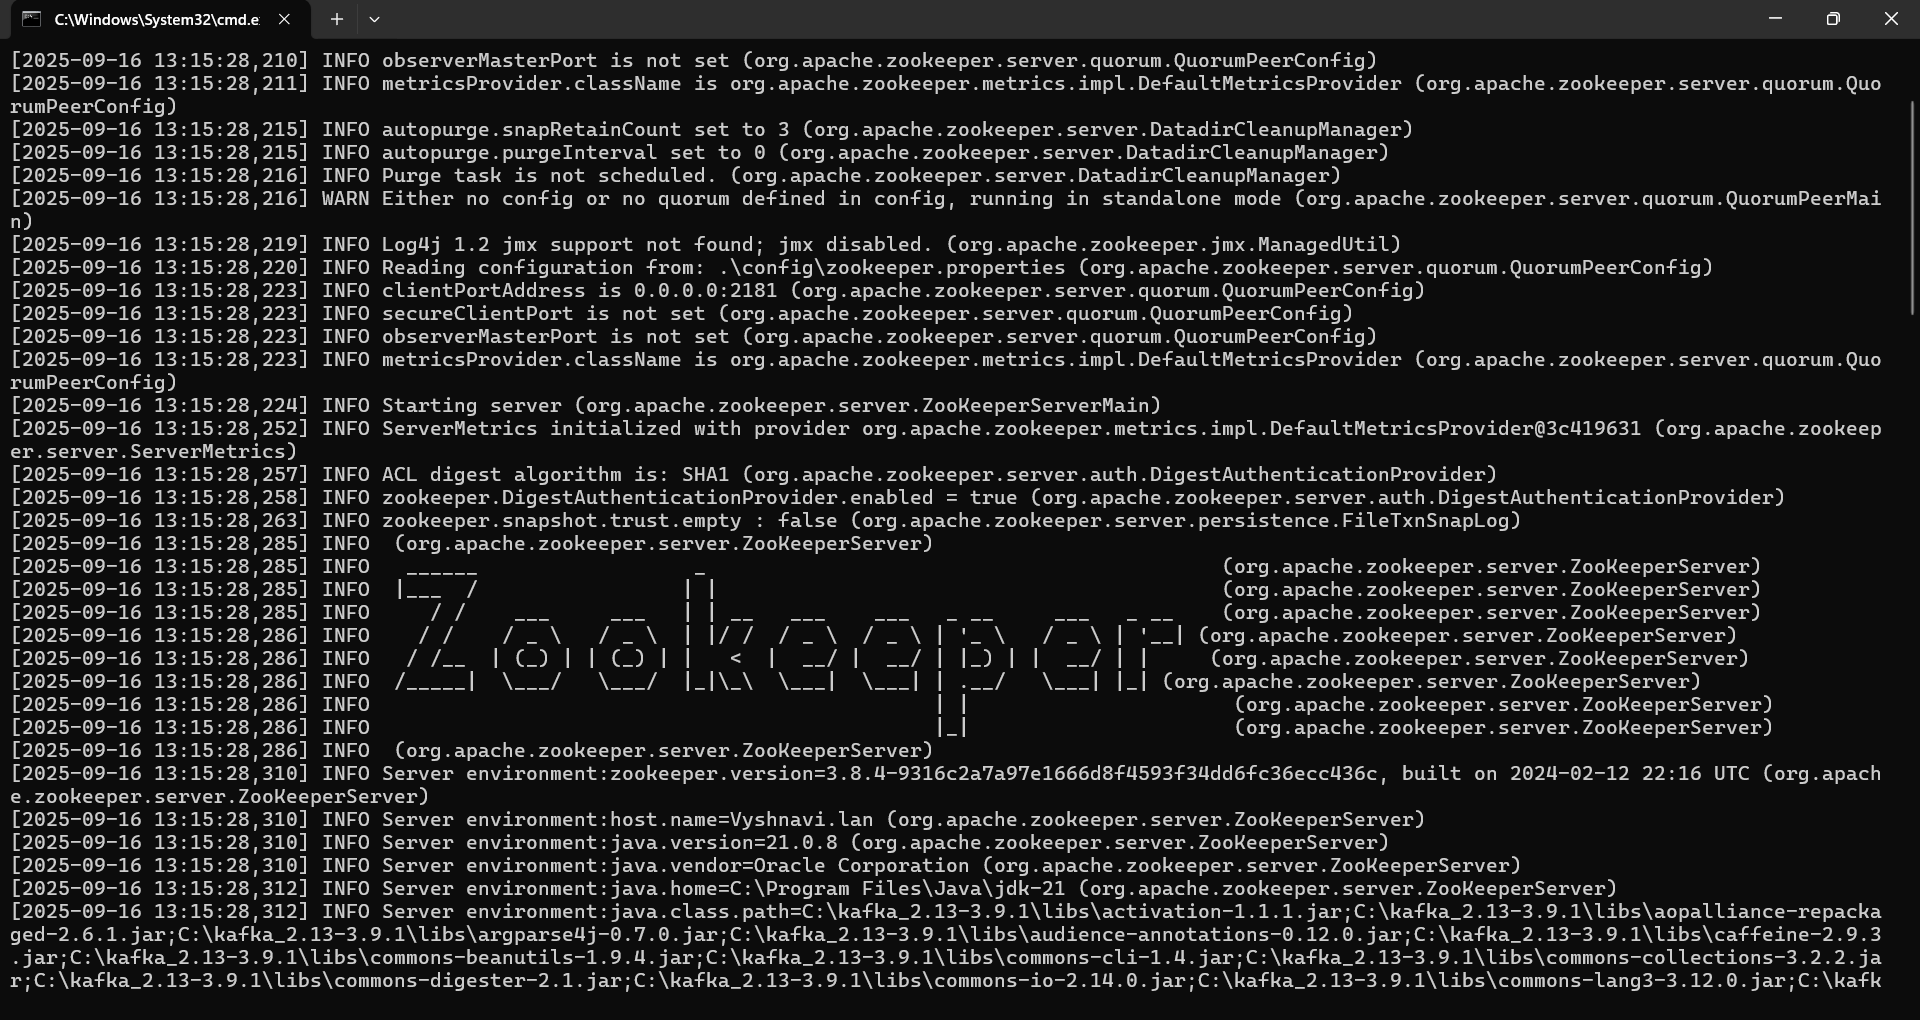 C:\Windows\System32\cmd.e
[2025-09-16 13:15:28,210] INFO observerMasterPort is not set (org.apache.zookeeper.server.quorum.QuorumPeerConfig)
[2025-09-16 13:15:28,211] INFO metricsProvider.className is org.apache.zookeeper.metrics.impl.DefaultMetricsProvider (org.apache.zookeeper.server.quorum.Quo
rumPeerConfig)
[2025-09-16 13:15:28,215] INFO autopurge.snapRetainCount set to 3 (org.apache.zookeeper.server.DatadirCleanupManager)
[2025-09-16 13:15:28,215] INFO autopurge.purgeInterval set to 0 (org.apache.zookeeper.server.DatadirCleanupManager)
[2025-09-16 13:15:28,216] INFO Purge task is not scheduled. (org.apache.zookeeper.server.DatadirCleanupManager)
[2025-09-16 13:15:28,216] WARN Either no config or no quorum defined in config, running in standalone mode (org.apache.zookeeper.server.quorum.QuorumPeerMai
n)
[2025-09-16 13:15:28,219] INFO Log4j 1.2 jmx support not found; jmx disabled. (org.apache.zookeeper.jmx.ManagedUtil)
[2025-09-16 13:15:28,220] INFO Reading configuration from: .\config\zookeeper.properties (org.apache.zookeeper.server.quorum.QuorumPeerConfig)
[2025-09-16 13:15:28,223] INFO clientPortAddress is 0.0.0.0:2181 (org.apache.zookeeper.server.quorum.QuorumPeerConfig)
[2025-09-16 13:15:28,223] INFO secureClientPort is not set (org.apache.zookeeper.server.quorum.QuorumPeerConfig)
[2025-09-16 13:15:28,223] INFO observerMasterPort is not set (org.apache.zookeeper.server.quorum.QuorumPeerConfig)
[2025-09-16 13:15:28,223] INFO metricsProvider.className is org.apache.zookeeper.metrics.impl.DefaultMetricsProvider (org.apache.zookeeper.server.quorum.Quo
rumPeerConfig)
[2025-09-16 13:15:28,224] INFO Starting server (org.apache.zookeeper.server.ZooKeeperServerMain)
[2025-09-16 13:15:28,252] INFO ServerMetrics initialized with provider org.apache.zookeeper.metrics.impl.DefaultMetricsProvider@3c419631 (org.apache.zookeep
er.server.ServerMetrics)
[2025-09-16 13:15:28,257] INFO ACL digest algorithm is: SHA1 (org.apache.zookeeper.server.auth.DigestAuthenticationProvider)
[2025-09-16 13:15:28,258] INFO zookeeper.DigestAuthenticationProvider.enabled = true (org.apache.zookeeper.server.auth.DigestAuthenticationProvider)
[2025-09-16 13:15:28,263] INFO zookeeper.snapshot.trust.empty : false (org.apache.zookeeper.server.persistence.FileTxnSnapLog)
[2025-09-16 13:15:28,285] INFO  (org.apache.zookeeper.server.ZooKeeperServer)
[2025-09-16 13:15:28,285] INFO   ______                  _                                           (org.apache.zookeeper.server.ZooKeeperServer)
[2025-09-16 13:15:28,285] INFO  |___  /                 | |                                          (org.apache.zookeeper.server.ZooKeeperServer)
[2025-09-16 13:15:28,285] INFO     / /    ___     ___   | | __   ___    ___   _ __     ___   _ __    (org.apache.zookeeper.server.ZooKeeperServer)
[2025-09-16 13:15:28,286] INFO    / /    / _ \   / _ \  | |/ /  / _ \  / _ \ | '_ \   / _ \ | '__| (org.apache.zookeeper.server.ZooKeeperServer)
[2025-09-16 13:15:28,286] INFO   / /__  | (_) | | (_) | |   <  |  __/ |  __/ | |_) | |  __/ | |     (org.apache.zookeeper.server.ZooKeeperServer)
[2025-09-16 13:15:28,286] INFO  /_____|  \___/   \___/  |_|\_\  \___|  \___| | .__/   \___| |_| (org.apache.zookeeper.server.ZooKeeperServer)
[2025-09-16 13:15:28,286] INFO                                               | |                      (org.apache.zookeeper.server.ZooKeeperServer)
[2025-09-16 13:15:28,286] INFO                                               |_|                      (org.apache.zookeeper.server.ZooKeeperServer)
[2025-09-16 13:15:28,286] INFO  (org.apache.zookeeper.server.ZooKeeperServer)
[2025-09-16 13:15:28,310] INFO Server environment:zookeeper.version=3.8.4-9316c2a7a97e1666d8f4593f34dd6fc36ecc436c, built on 2024-02-12 22:16 UTC (org.apach
e.zookeeper.server.ZooKeeperServer)
[2025-09-16 13:15:28,310] INFO Server environment:host.name=Vyshnavi.lan (org.apache.zookeeper.server.ZooKeeperServer)
[2025-09-16 13:15:28,310] INFO Server environment:java.version=21.0.8 (org.apache.zookeeper.server.ZooKeeperServer)
[2025-09-16 13:15:28,310] INFO Server environment:java.vendor=Oracle Corporation (org.apache.zookeeper.server.ZooKeeperServer)
[2025-09-16 13:15:28,312] INFO Server environment:java.home=C:\Program Files\Java\jdk-21 (org.apache.zookeeper.server.ZooKeeperServer)
[2025-09-16 13:15:28,312] INFO Server environment:java.class.path=C:\kafka_2.13-3.9.1\libs\activation-1.1.1.jar;C:\kafka_2.13-3.9.1\libs\aopalliance-repacka
ged-2.6.1.jar;C:\kafka_2.13-3.9.1\libs\argparse4j-0.7.0.jar;C:\kafka_2.13-3.9.1\libs\audience-annotations-0.12.0.jar;C:\kafka_2.13-3.9.1\libs\caffeine-2.9.3
.jar;C:\kafka_2.13-3.9.1\libs\commons-beanutils-1.9.4.jar;C:\kafka_2.13-3.9.1\libs\commons-cli-1.4.jar;C:\kafka_2.13-3.9.1\libs\commons-collections-3.2.2.ja
r;C:\kafka_2.13-3.9.1\libs\commons-digester-2.1.jar;C:\kafka_2.13-3.9.1\libs\commons-io-2.14.0.jar;C:\kafka_2.13-3.9.1\libs\commons-lang3-3.12.0.jar;C:\kafk